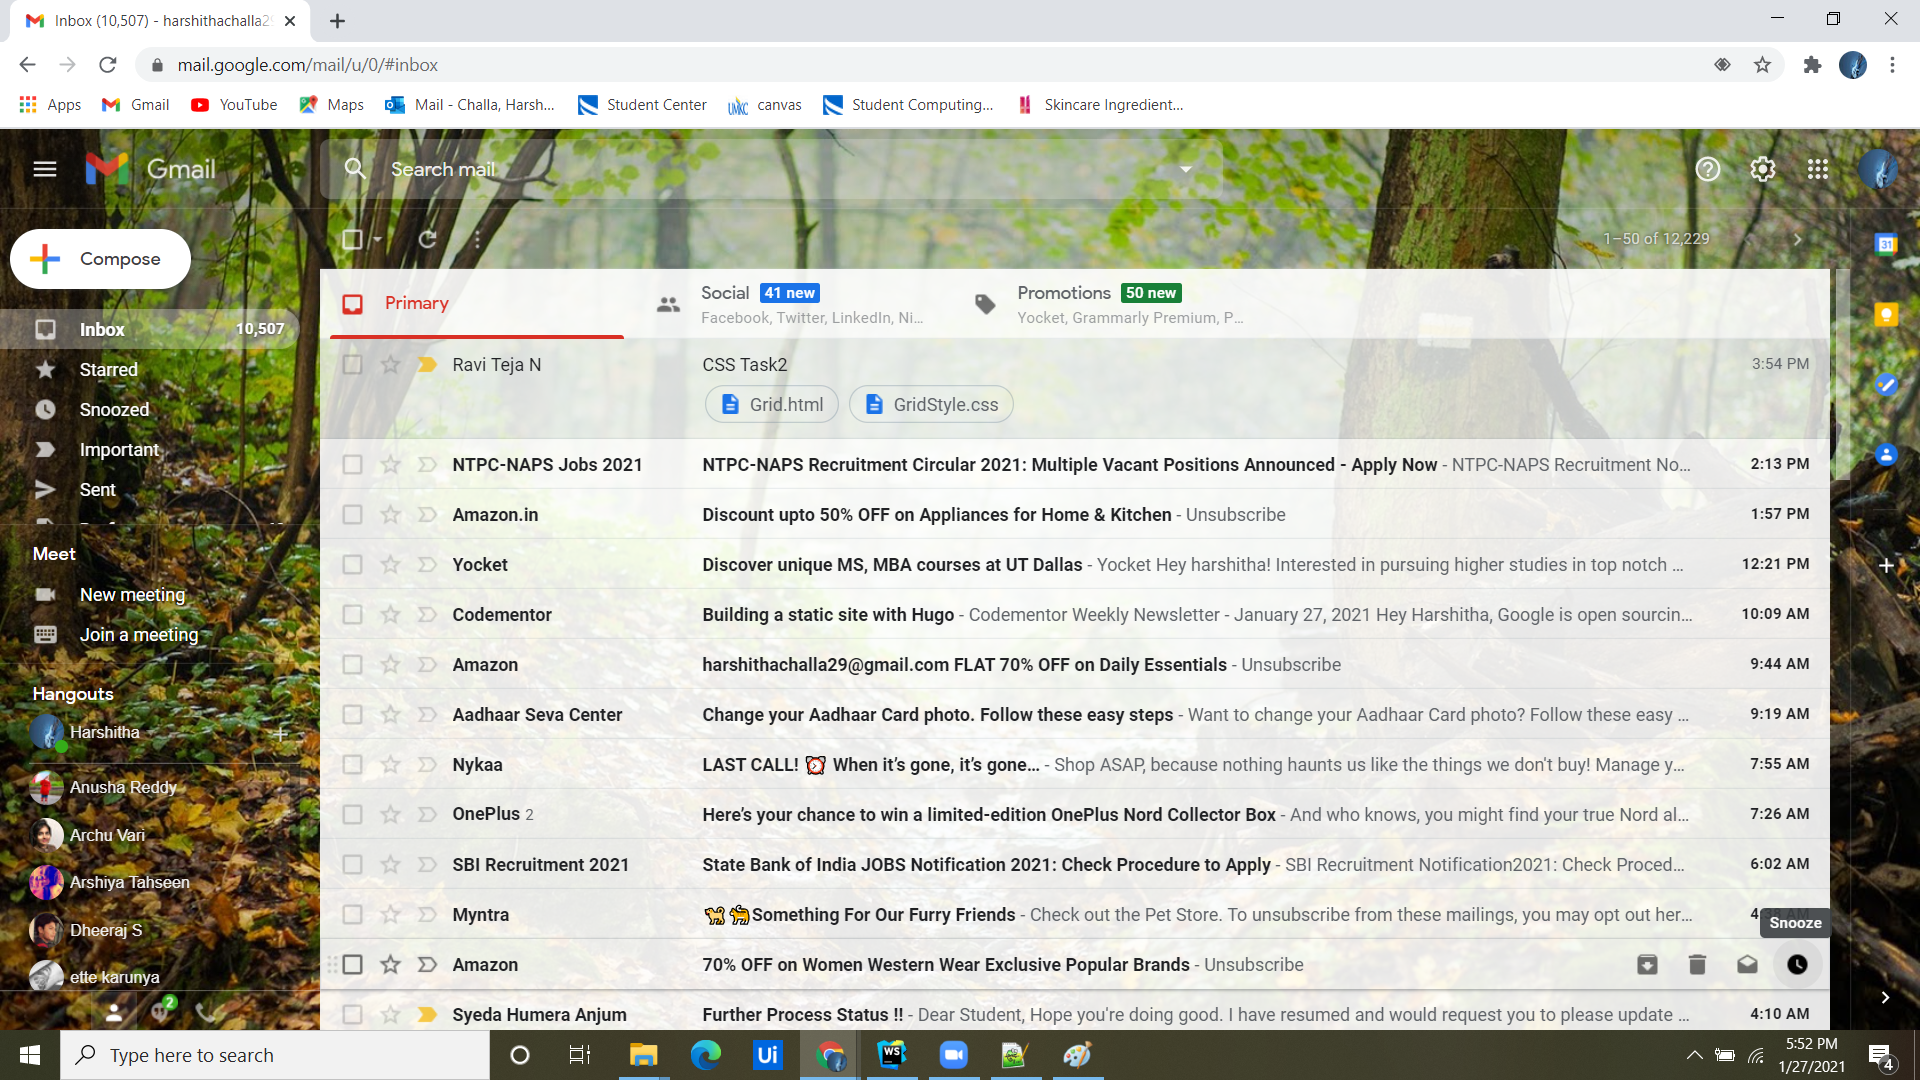 Inbox (10,507) - harshithachalla29
mail.google.com/mail/u/0/#inbox
Apps Gmail YouTube Maps Mail - Challa, Harsh... Student Center UMKC canvas Student Computing... Skincare Ingredient...
Gmail
Search mail
Compose
1–50 of 12,229
31
Inbox 10,507
Starred
Snoozed
Important
Sent
Meet
New meeting
Join a meeting
Hangouts
Harshitha
Anusha Reddy
Archu Vari
Arshiya Tahseen
Dheeraj S
ette karunya
2
Primary
Social 41 new
Facebook, Twitter, LinkedIn, Ni...
Promotions 50 new
Yocket, Grammarly Premium, P...
Ravi Teja N CSS Task2 3:54 PM
Grid.html GridStyle.css
NTPC-NAPS Jobs 2021 NTPC-NAPS Recruitment Circular 2021: Multiple Vacant Positions Announced - Apply Now - NTPC-NAPS Recruitment No... 2:13 PM
Amazon.in Discount upto 50% OFF on Appliances for Home & Kitchen - Unsubscribe 1:57 PM
Yocket Discover unique MS, MBA courses at UT Dallas - Yocket Hey harshitha! Interested in pursuing higher studies in top notch ... 12:21 PM
Codementor Building a static site with Hugo - Codementor Weekly Newsletter - January 27, 2021 Hey Harshitha, Google is open sourcin... 10:09 AM
Amazon harshithachalla29@gmail.com FLAT 70% OFF on Daily Essentials - Unsubscribe 9:44 AM
Aadhaar Seva Center Change your Aadhaar Card photo. Follow these easy steps - Want to change your Aadhaar Card photo? Follow these easy ... 9:19 AM
Nykaa LAST CALL! ⏰ When it’s gone, it’s gone... - Shop ASAP, because nothing haunts us like the things we don't buy! Manage y... 7:55 AM
OnePlus 2 Here’s your chance to win a limited-edition OnePlus Nord Collector Box - And who knows, you might find your true Nord al... 7:26 AM
SBI Recruitment 2021 State Bank of India JOBS Notification 2021: Check Procedure to Apply - SBI Recruitment Notification2021: Check Proced... 6:02 AM
Myntra 🐕🐈Something For Our Furry Friends - Check out the Pet Store. To unsubscribe from these mailings, you may opt out her...
Snooze
Amazon 70% OFF on Women Western Wear Exclusive Popular Brands - Unsubscribe
Syeda Humera Anjum Further Process Status !! - Dear Student, Hope you're doing good. I have resumed and would request you to please update ... 4:10 AM
Type here to search
Ui
WS
5:52 PM
1/27/2021
4